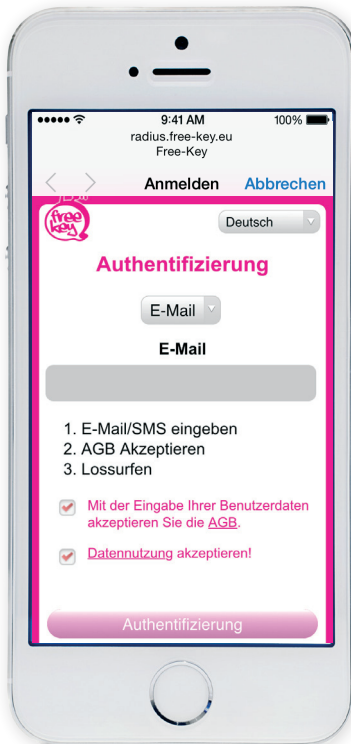 9:41 AM
100%
radius.free-key.eu
Free-Key
Anmelden
Abbrechen
free
key
Deutsch
Authentifizierung
E-Mail
E-Mail
1. E-Mail/SMS eingeben
2. AGB Akzeptieren
3. Lossurfen
Mit der Eingabe Ihrer Benutzerdaten
akzeptieren Sie die AGB.
Datennutzung akzeptieren!
Authentifizierung